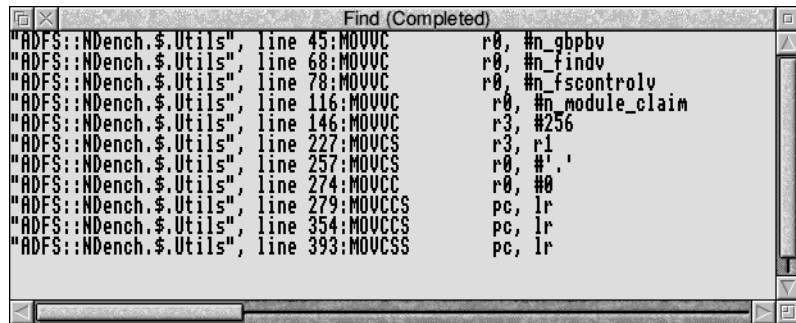 Find (Completed)
"ADFS::NDench.$.Utils", line 45:MOVVC r0, #n_gbpbv
"ADFS::NDench.$.Utils", line 68:MOVVC r0, #n_findv
"ADFS::NDench.$.Utils", line 78:MOVVC r0, #n_fscontrolv
"ADFS::NDench.$.Utils", line 116:MOVVC r0, #n_module_claim
"ADFS::NDench.$.Utils", line 146:MOVVC r3, #256
"ADFS::NDench.$.Utils", line 227:MOVCS r3, r1
"ADFS::NDench.$.Utils", line 257:MOVCS r0, #'.'
"ADFS::NDench.$.Utils", line 274:MOVCC r0, #0
"ADFS::NDench.$.Utils", line 279:MOVCCS pc, lr
"ADFS::NDench.$.Utils", line 354:MOVCCS pc, lr
"ADFS::NDench.$.Utils", line 393:MOVCSS pc, lr